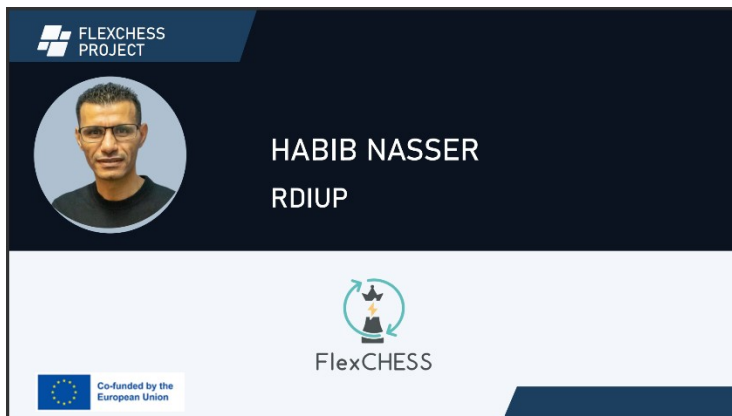 FLEXCHESS
PROJECT
HABIB NASSER
RDIUP
FlexCHESS
Co-funded by the
European Union